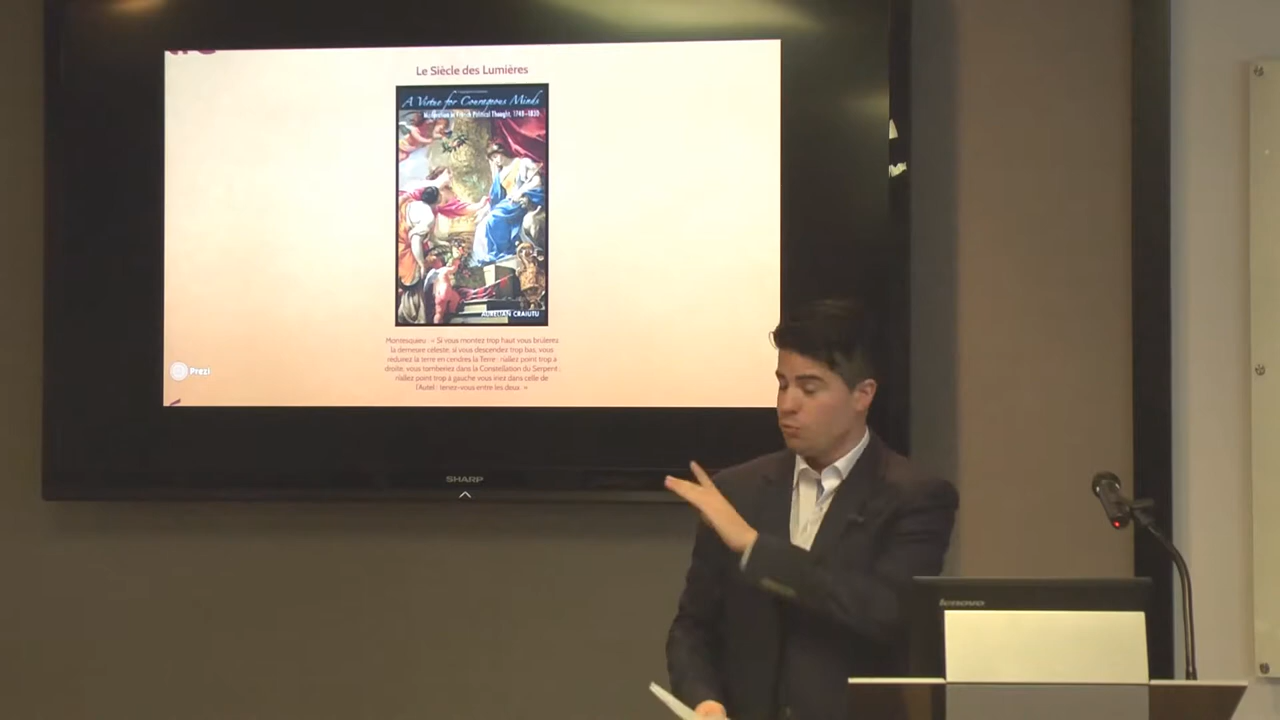 Le Siècle des Lumières
A Virtue for Courageous Minds
Moderation in French Political Thought, 1748–1830
AURELIAN CRAIUTU
Montesquieu : « Si vous montez trop haut vous brûlerez
la demeure céleste, si vous descendez trop bas, vous
réduirez la terre en cendres la Terre : n'allez point trop à
droite, vous tomberiez dans la Constellation du Serpent ;
n'allez point trop à gauche vous iriez dans celle de
l'Autel : tenez-vous entre les deux. »
Prezi
SHARP
lenovo